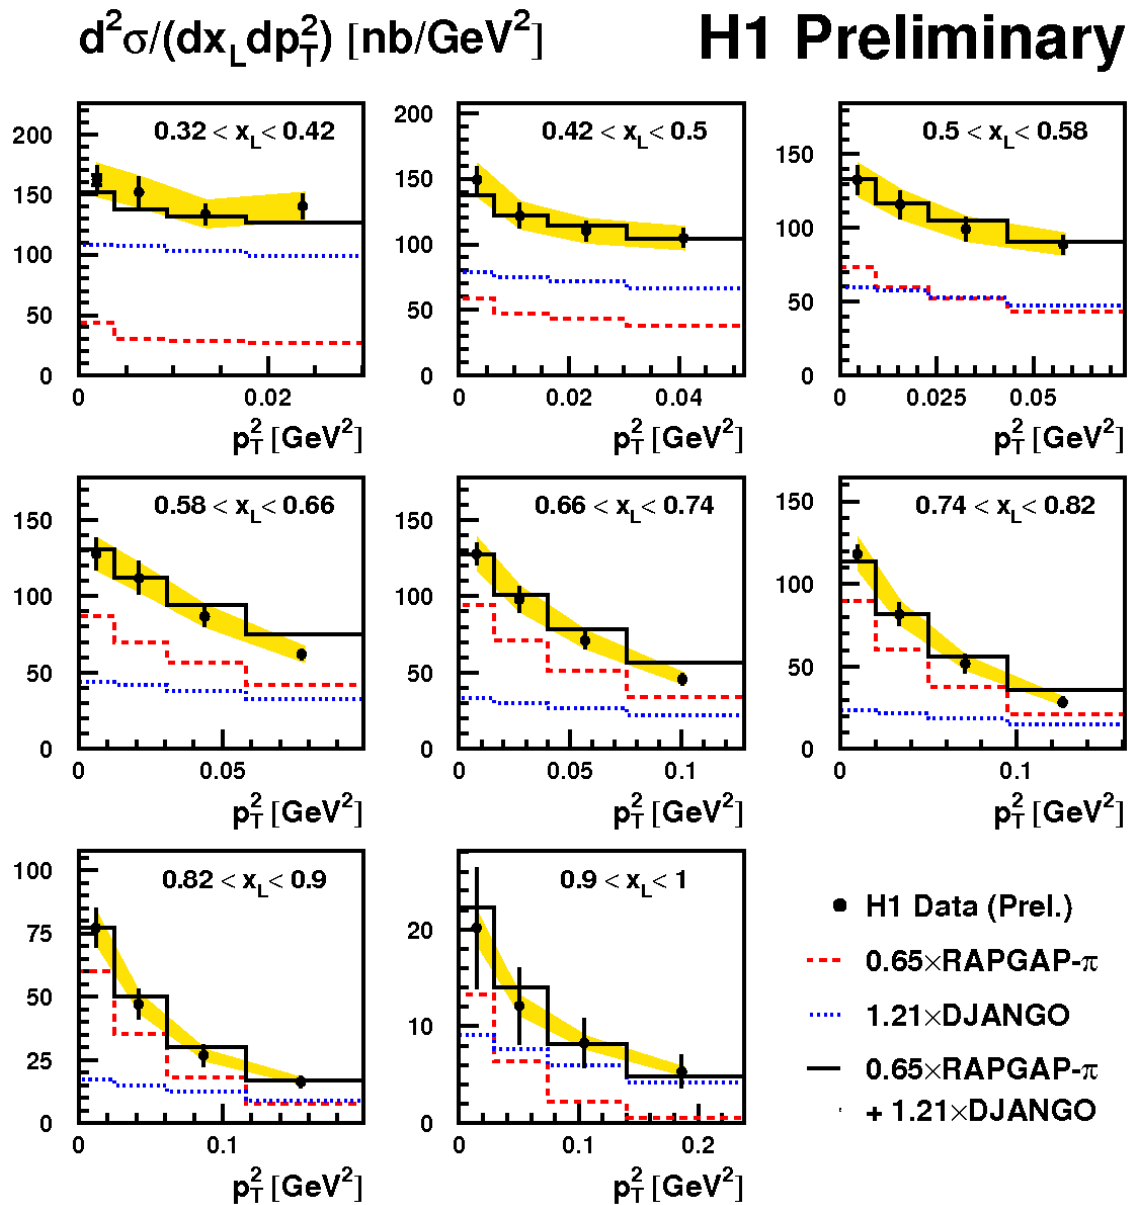 d²σ/(dx_L dp_T²) [nb/GeV²] H1 Preliminary
0.32 < x_L < 0.42
200
150
100
50
0
0 0.02
p_T² [GeV²]
0.42 < x_L < 0.5
200
150
100
50
0
0 0.02 0.04
p_T² [GeV²]
0.5 < x_L < 0.58
150
100
50
0
0 0.025 0.05
p_T² [GeV²]
0.58 < x_L < 0.66
150
100
50
0
0 0.05
p_T² [GeV²]
0.66 < x_L < 0.74
150
100
50
0
0 0.05 0.1
p_T² [GeV²]
0.74 < x_L < 0.82
150
100
50
0
0 0.1
p_T² [GeV²]
0.82 < x_L < 0.9
100
75
50
25
0
0 0.1
p_T² [GeV²]
0.9 < x_L < 1
20
10
0
0 0.1 0.2
p_T² [GeV²]
H1 Data (Prel.)
0.65×RAPGAP-π
1.21×DJANGO
0.65×RAPGAP-π
+ 1.21×DJANGO